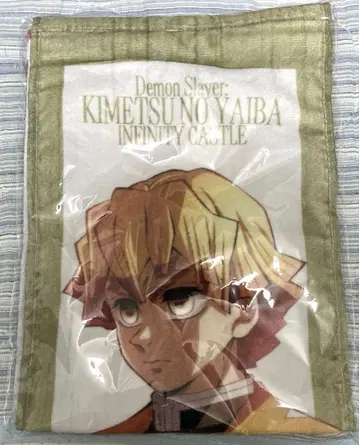 Demon Slayer:
KIMETSU NO YAIBA
INFINITY CASTLE